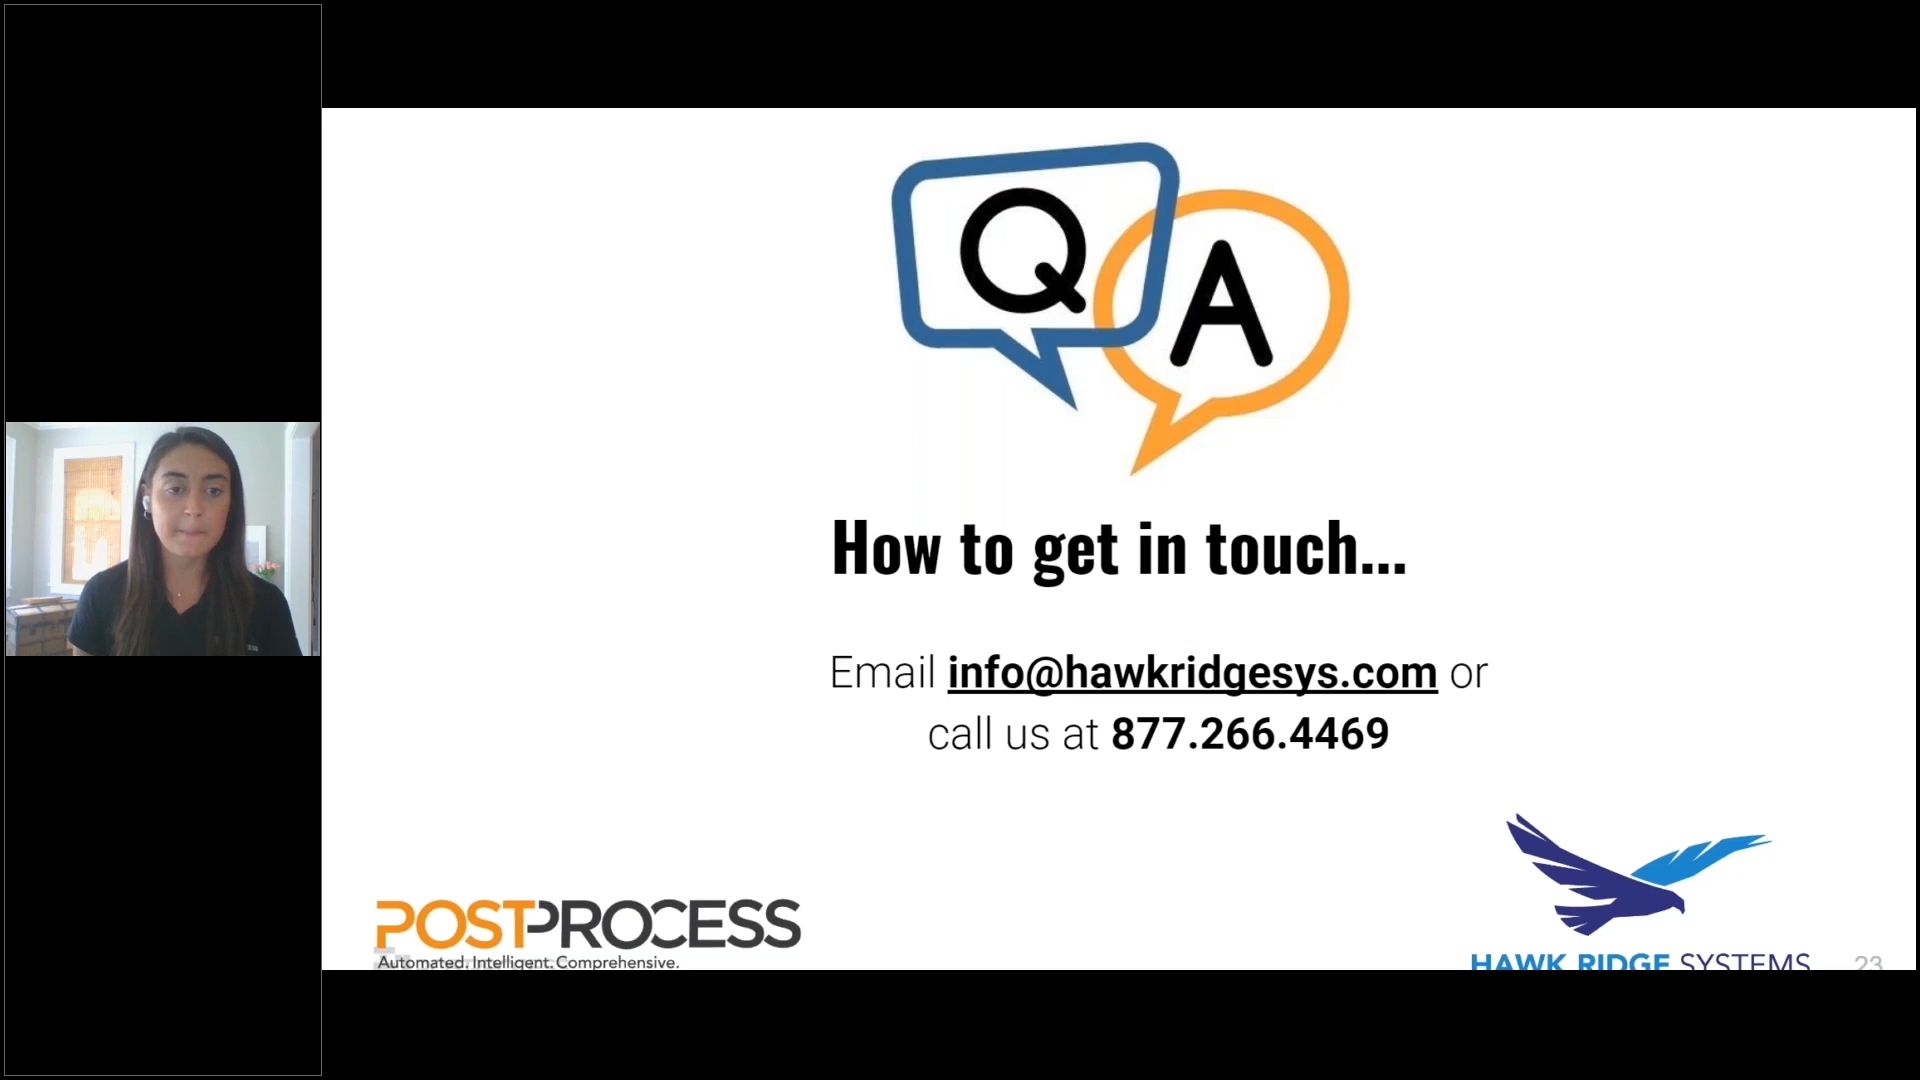 Q A
How to get in touch...
Email info@hawkridgesys.com or
call us at 877.266.4469
POSTPROCESS
Automated. Intelligent. Comprehensive.
HAWK RIDGE SYSTEMS
23